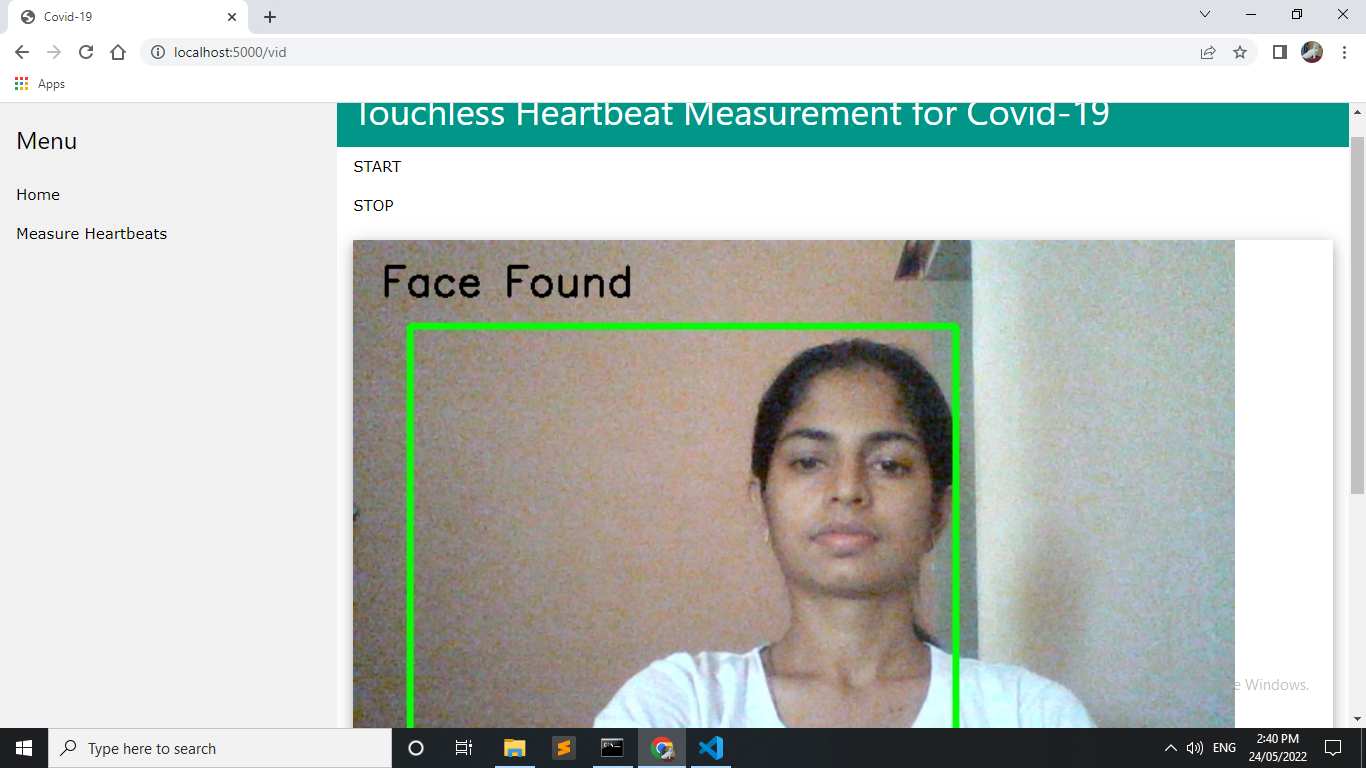 Covid-19
localhost:5000/vid
Apps
Touchless Heartbeat Measurement for Covid-19
Menu
START
Home
STOP
Measure Heartbeats
Face Found
Windows.
Type here to search
ENG
2:40 PM
24/05/2022